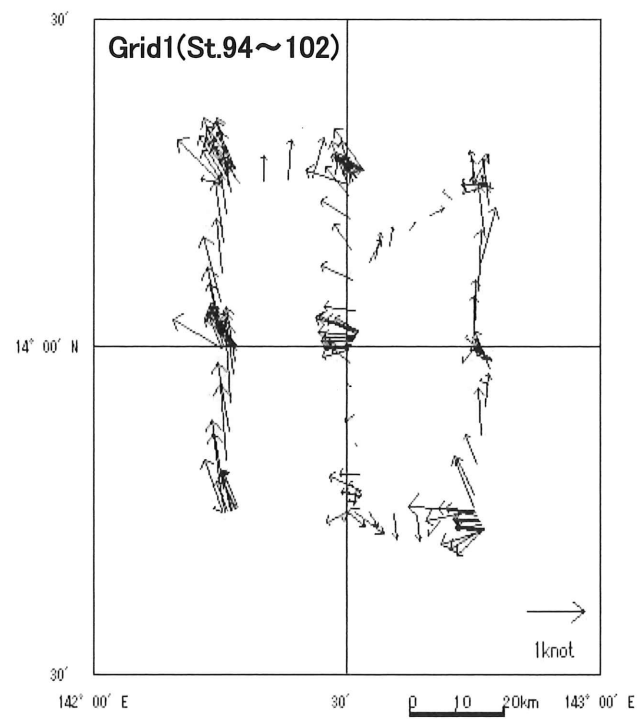 30′
Grid1(St.94～102)
14° 00′ N
1knot
30′
142° 00′ E
30′
0 10 20km
143° 00′ E